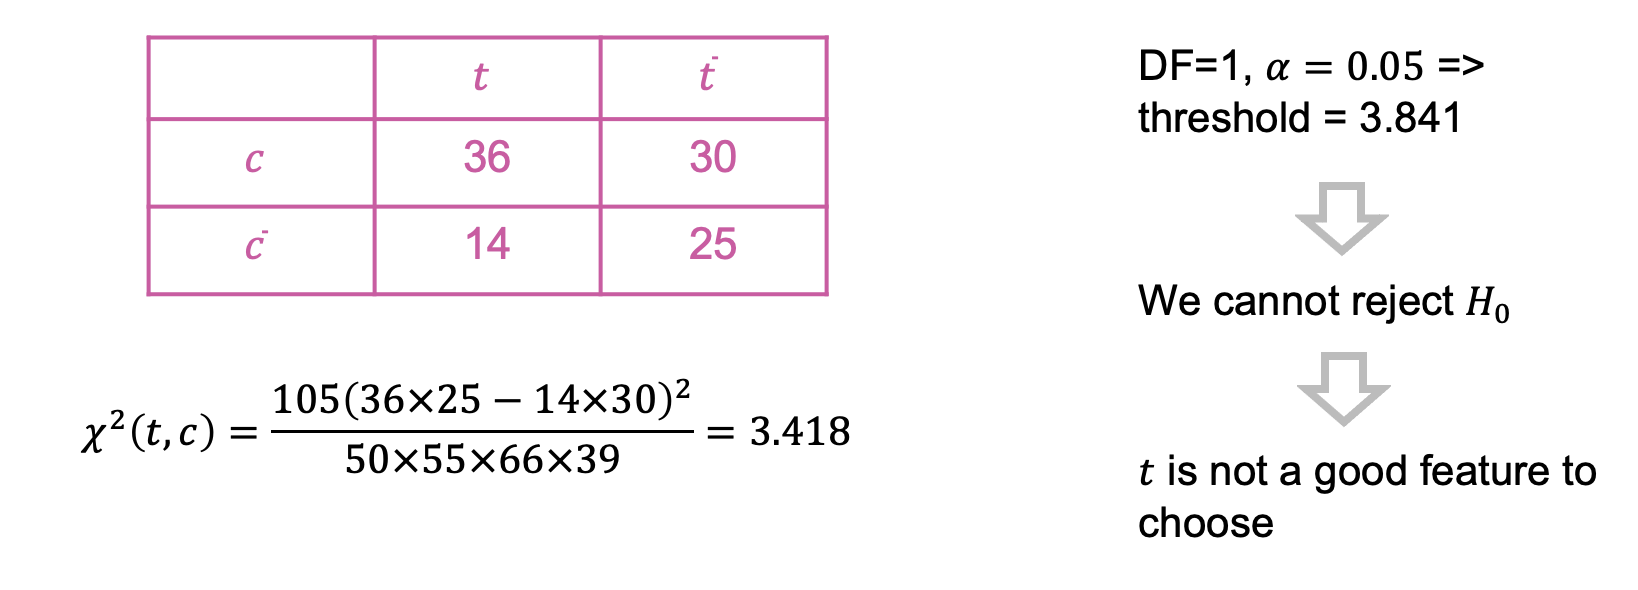 t t̄
c 36 30
c̄ 14 25
χ²(t,c) = 105(36×25 − 14×30)² / 50×55×66×39 = 3.418
DF=1, α = 0.05 =>
threshold = 3.841
We cannot reject H₀
t is not a good feature to
choose